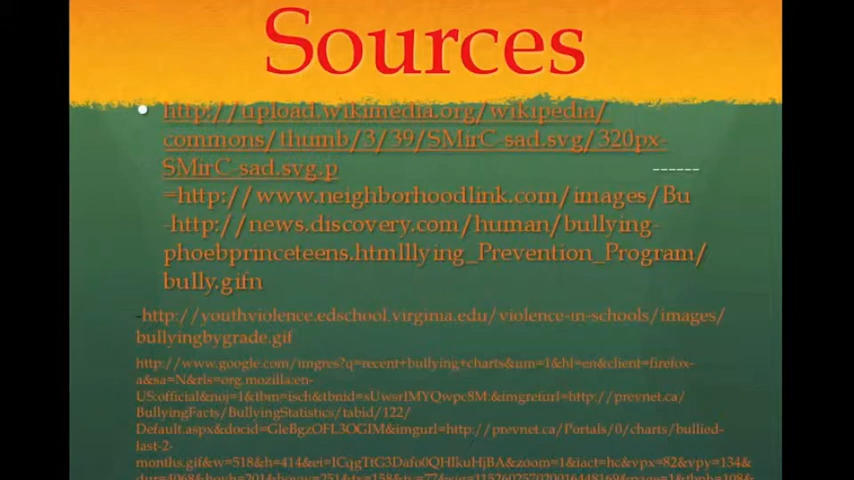 Sources
http://upload.wikimedia.org/wikipedia/
commons/thumb/3/39/SMirC-sad.svg/320px-
SMirC-sad.svg.p ------
=http://www.neighborhoodlink.com/images/Bu
-http://news.discovery.com/human/bullying-
phoebprinceteens.htmlllying_Prevention_Program/
bully.gifn
-http://youthviolence.edschool.virginia.edu/violence-in-schools/images/
bullyingbygrade.gif
http://www.google.com/imgres?q=recent+bullying+charts&um=1&hl=en&client=firefox-
a&sa=N&rls=org.mozilla:en-
US:official&noj=1&tbm=isch&tbnid=sUwsrIMYQwpc8M:&imgrefurl=http://prevnet.ca/
BullyingFacts/BullyingStatistics/tabid/122/
Default.aspx&docid=GleBgzOFL3OGIM&imgurl=http://prevnet.ca/Portals/0/charts/bullied-
last-2-
months.gif&w=518&h=414&ei=ICqgTtG3Dafo0QHIkuHjBA&zoom=1&iact=hc&vpx=82&vpy=134&